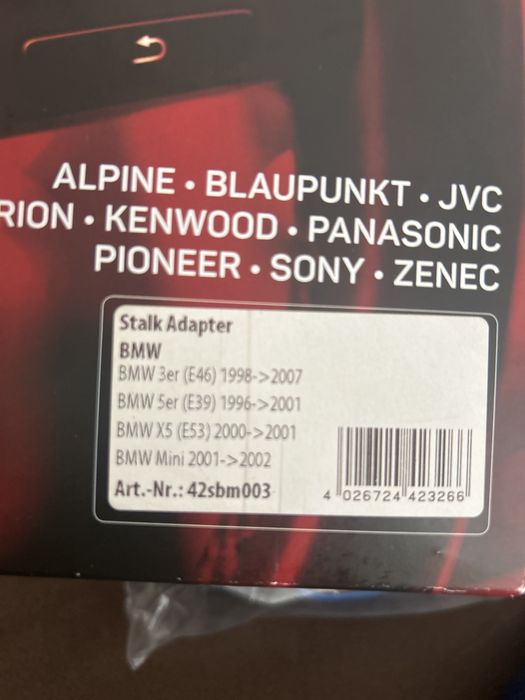 ALPINE • BLAUPUNKT • JVC
RION • KENWOOD • PANASONIC
PIONEER • SONY • ZENEC
Stalk Adapter
BMW
BMW 3er (E46) 1998->2007
BMW 5er (E39) 1996->2001
BMW X5 (E53) 2000->2001
BMW Mini 2001->2002
Art.-Nr.: 42sbm003
4 026724 423266